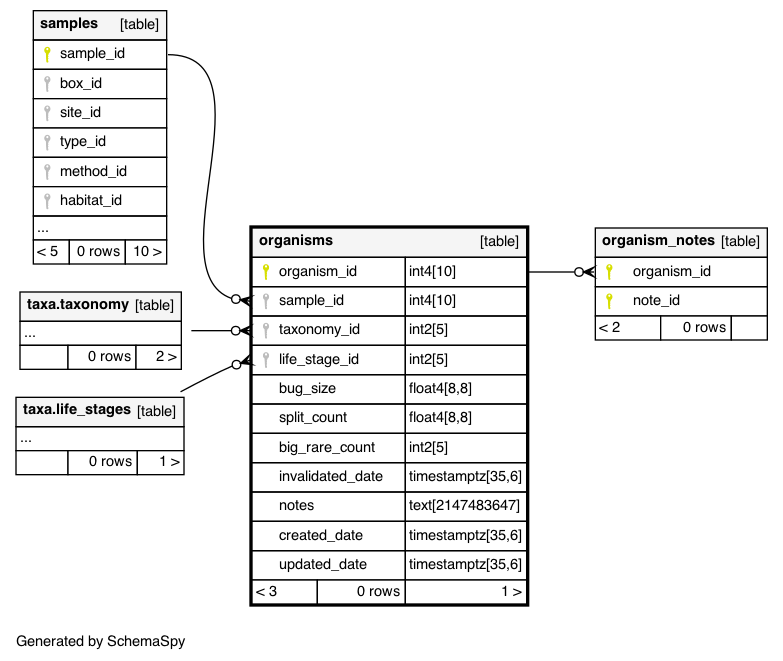 samples [table]
sample_id
box_id
site_id
type_id
method_id
habitat_id
...
< 5 0 rows 10 >
taxa.taxonomy [table]
...
0 rows 2 >
taxa.life_stages [table]
...
0 rows 1 >
organisms [table]
organism_id int4[10]
sample_id int4[10]
taxonomy_id int2[5]
life_stage_id int2[5]
bug_size float4[8,8]
split_count float4[8,8]
big_rare_count int2[5]
invalidated_date timestamptz[35,6]
notes text[2147483647]
created_date timestamptz[35,6]
updated_date timestamptz[35,6]
< 3 0 rows 1 >
organism_notes [table]
organism_id
note_id
< 2 0 rows
Generated by SchemaSpy